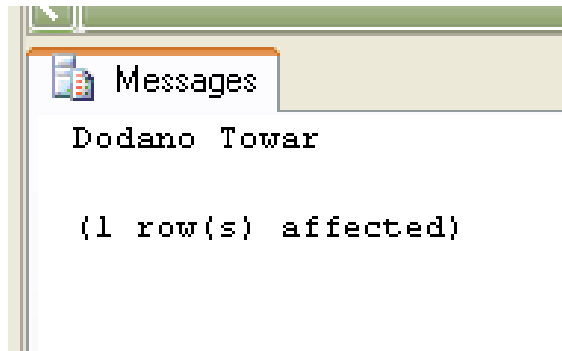 Messages
Dodano Towar
(1 row(s) affected)